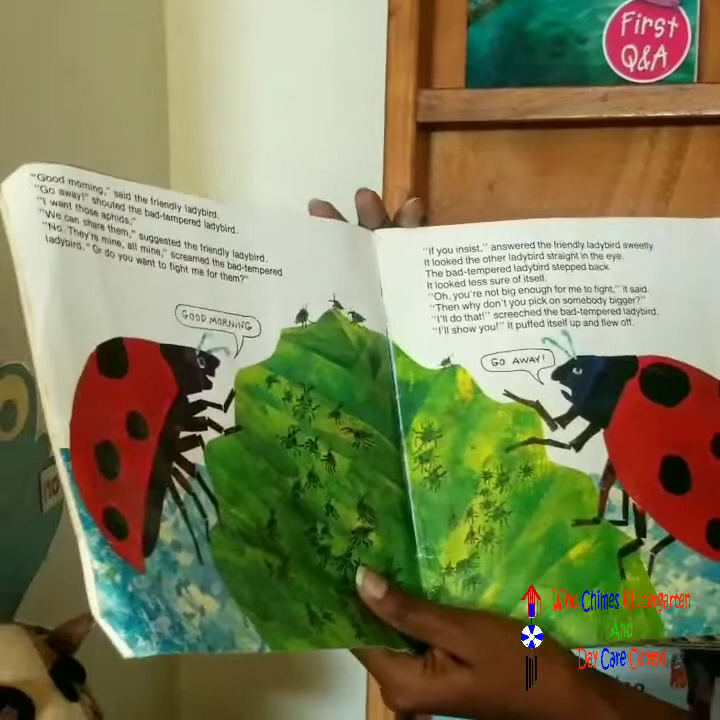 "Good morning," said the friendly ladybird.
"Go away!" shouted the bad-tempered ladybird.
"I want those aphids."
"We can share them," suggested the friendly ladybird.
"No. They're mine, all mine," screamed the bad-tempered
ladybird." Or do you want to fight me for them?"
GOOD MORNING
"If you insist," answered the friendly ladybird sweetly.
It looked the other ladybird straight in the eye.
The bad-tempered ladybird stepped back.
It looked less sure of itself.
"Oh, you're not big enough for me to fight," it said.
"Then why don't you pick on somebody bigger?"
"I'll do that!" screeched the bad-tempered ladybird.
"I'll show you!" It puffed itself up and flew off.
GO AWAY!
First
Q&A
Chimes Kindergarten
And
Day Care Centre